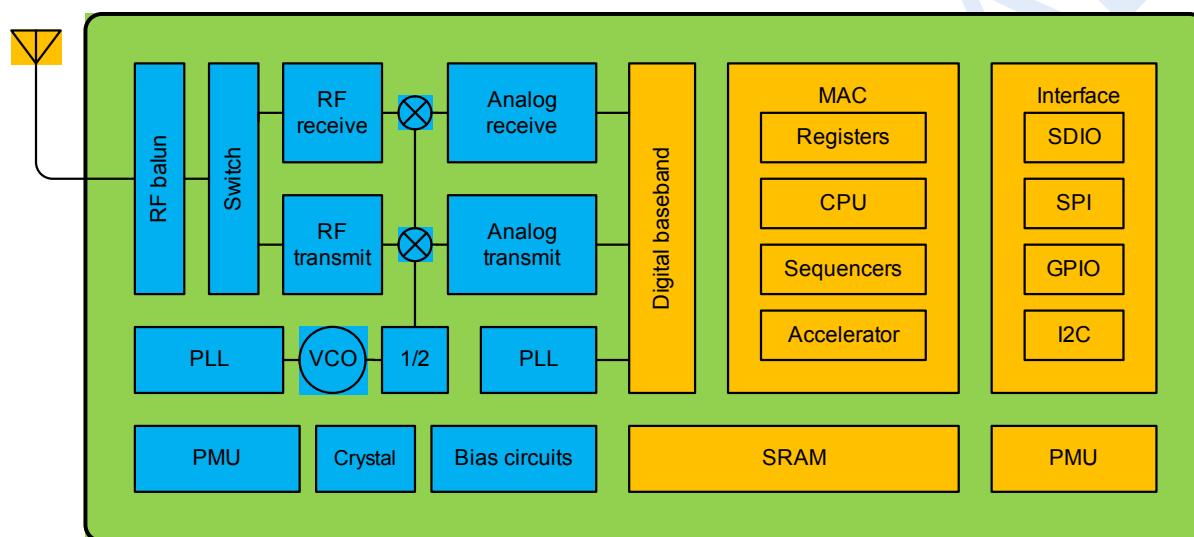 RF balun
Switch
RF
receive
Analog
receive
RF
transmit
Analog
transmit
PLL
VCO
1/2
PLL
Digital baseband
MAC
Registers
CPU
Sequencers
Accelerator
Interface
SDIO
SPI
GPIO
I2C
PMU
Crystal
Bias circuits
SRAM
PMU